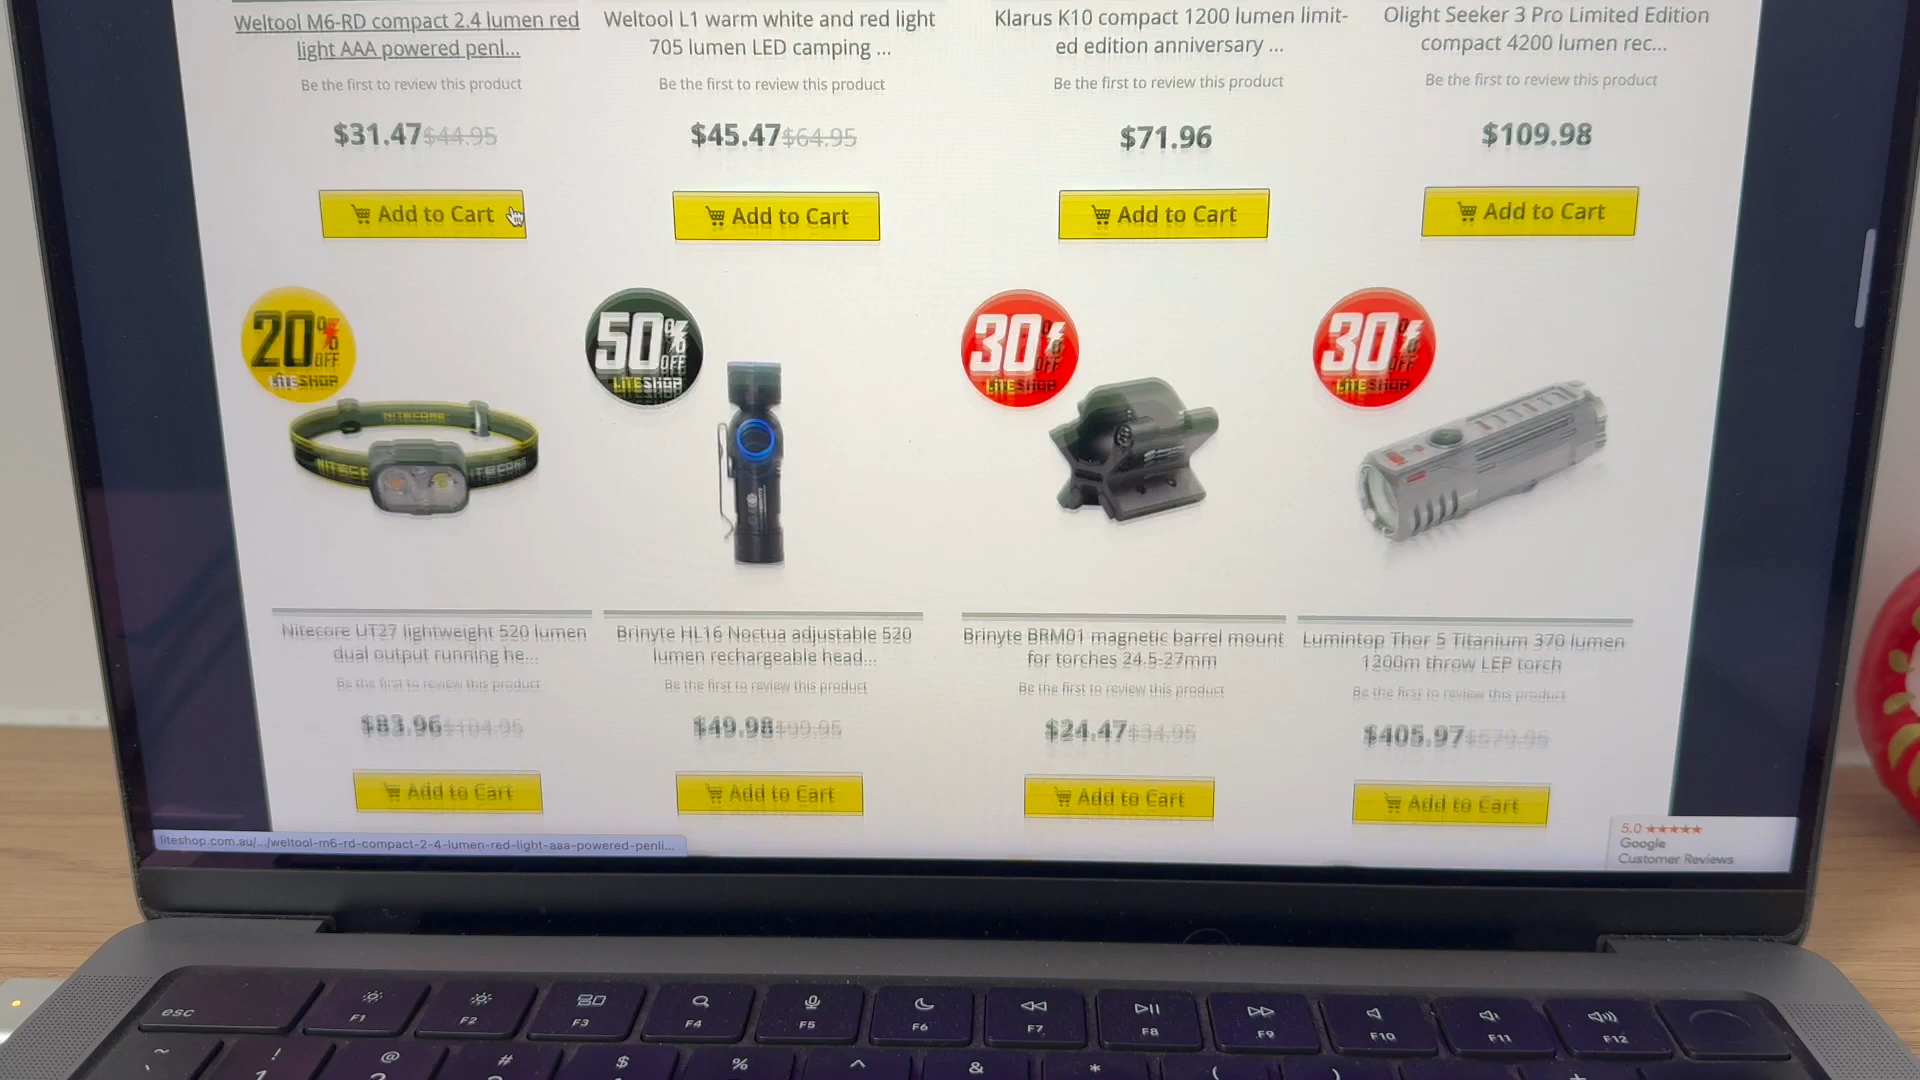 Weltool M6-RD compact 2.4 lumen red
light AAA powered penl...
Be the first to review this product
$31.47 $44.95
Add to Cart
Weltool L1 warm white and red light
705 lumen LED camping ...
Be the first to review this product
$45.47 $64.95
Add to Cart
Klarus K10 compact 1200 lumen limit-
ed edition anniversary ...
Be the first to review this product
$71.96
Add to Cart
Olight Seeker 3 Pro Limited Edition
compact 4200 lumen rec...
Be the first to review this product
$109.98
Add to Cart
20% OFF
LITESHOP
NITECORE
Nitecore UT27 lightweight 520 lumen
dual output running he...
Be the first to review this product
$83.96 $104.95
Add to Cart
50% OFF
LITESHOP
Brinyte HL16 Noctua adjustable 520
lumen rechargeable head...
Be the first to review this product
$49.98 $99.95
Add to Cart
30% OFF
LITESHOP
Brinyte BRM01 magnetic barrel mount
for torches 24.5-27mm
Be the first to review this product
$24.47 $34.95
Add to Cart
30% OFF
LITESHOP
Lumintop Thor 5 Titanium 370 lumen
1200m throw LEP torch
Be the first to review this product
$405.97 $579.95
Add to Cart
liteshop.com.au/.../weltool-m6-rd-compact-2-4-lumen-red-light-aaa-powered-penli...
5.0 ★★★★★
Google
Customer Reviews
esc F1 F2 F3 F4 F5 F6 F7 F8 F9 F10 F11 F12
~ ! @ # $ % ^ & * ( )